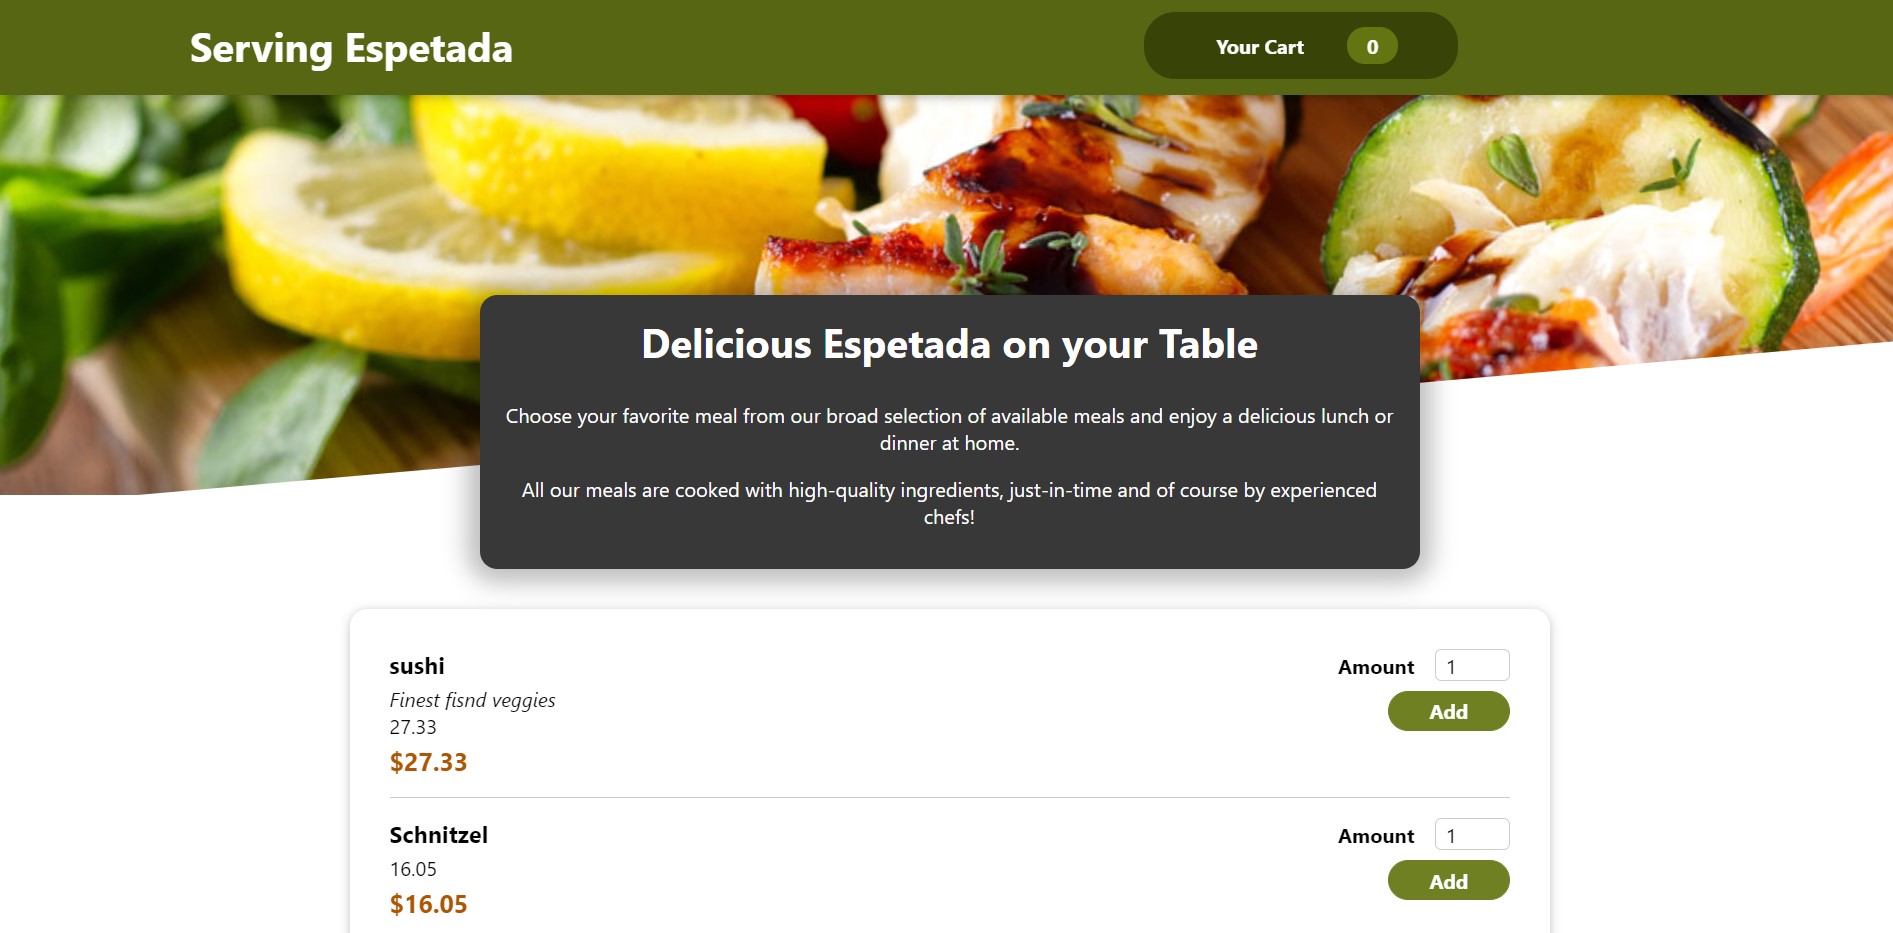 Serving Espetada
Your Cart 0
Delicious Espetada on your Table
Choose your favorite meal from our broad selection of available meals and enjoy a delicious lunch or
dinner at home.
All our meals are cooked with high-quality ingredients, just-in-time and of course by experienced
chefs!
sushi
Amount 1
Finest fisnd veggies
Add
27.33
$27.33
Schnitzel
Amount 1
16.05
Add
$16.05